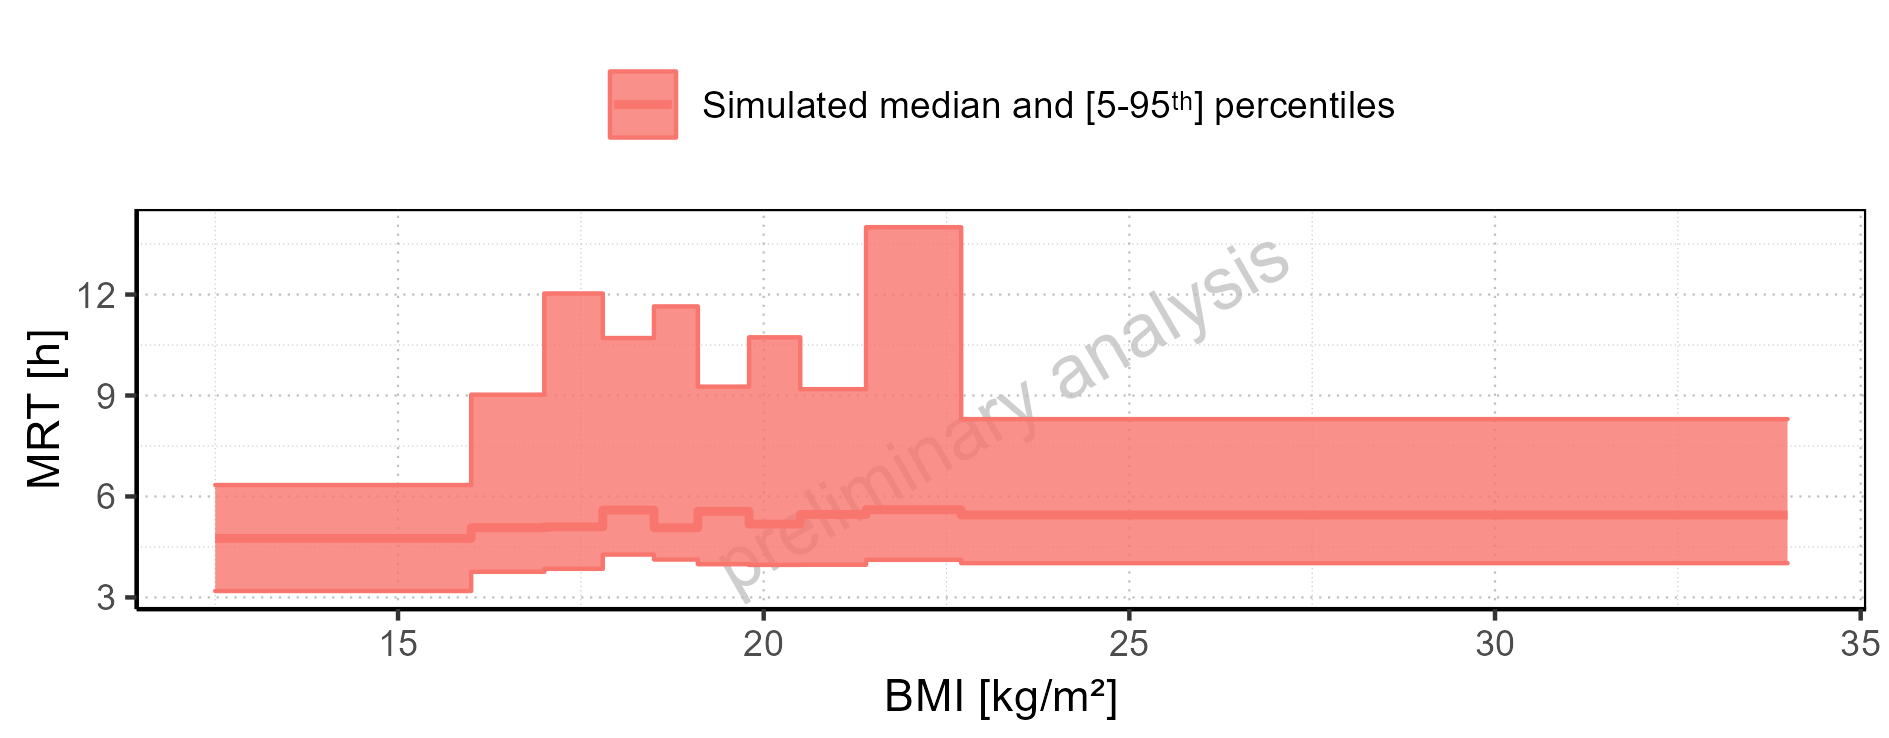 Simulated median and [5-95th] percentiles
12
9
6
3
MRT [h]
preliminary analysis
15 20 25 30 35
BMI [kg/m²]